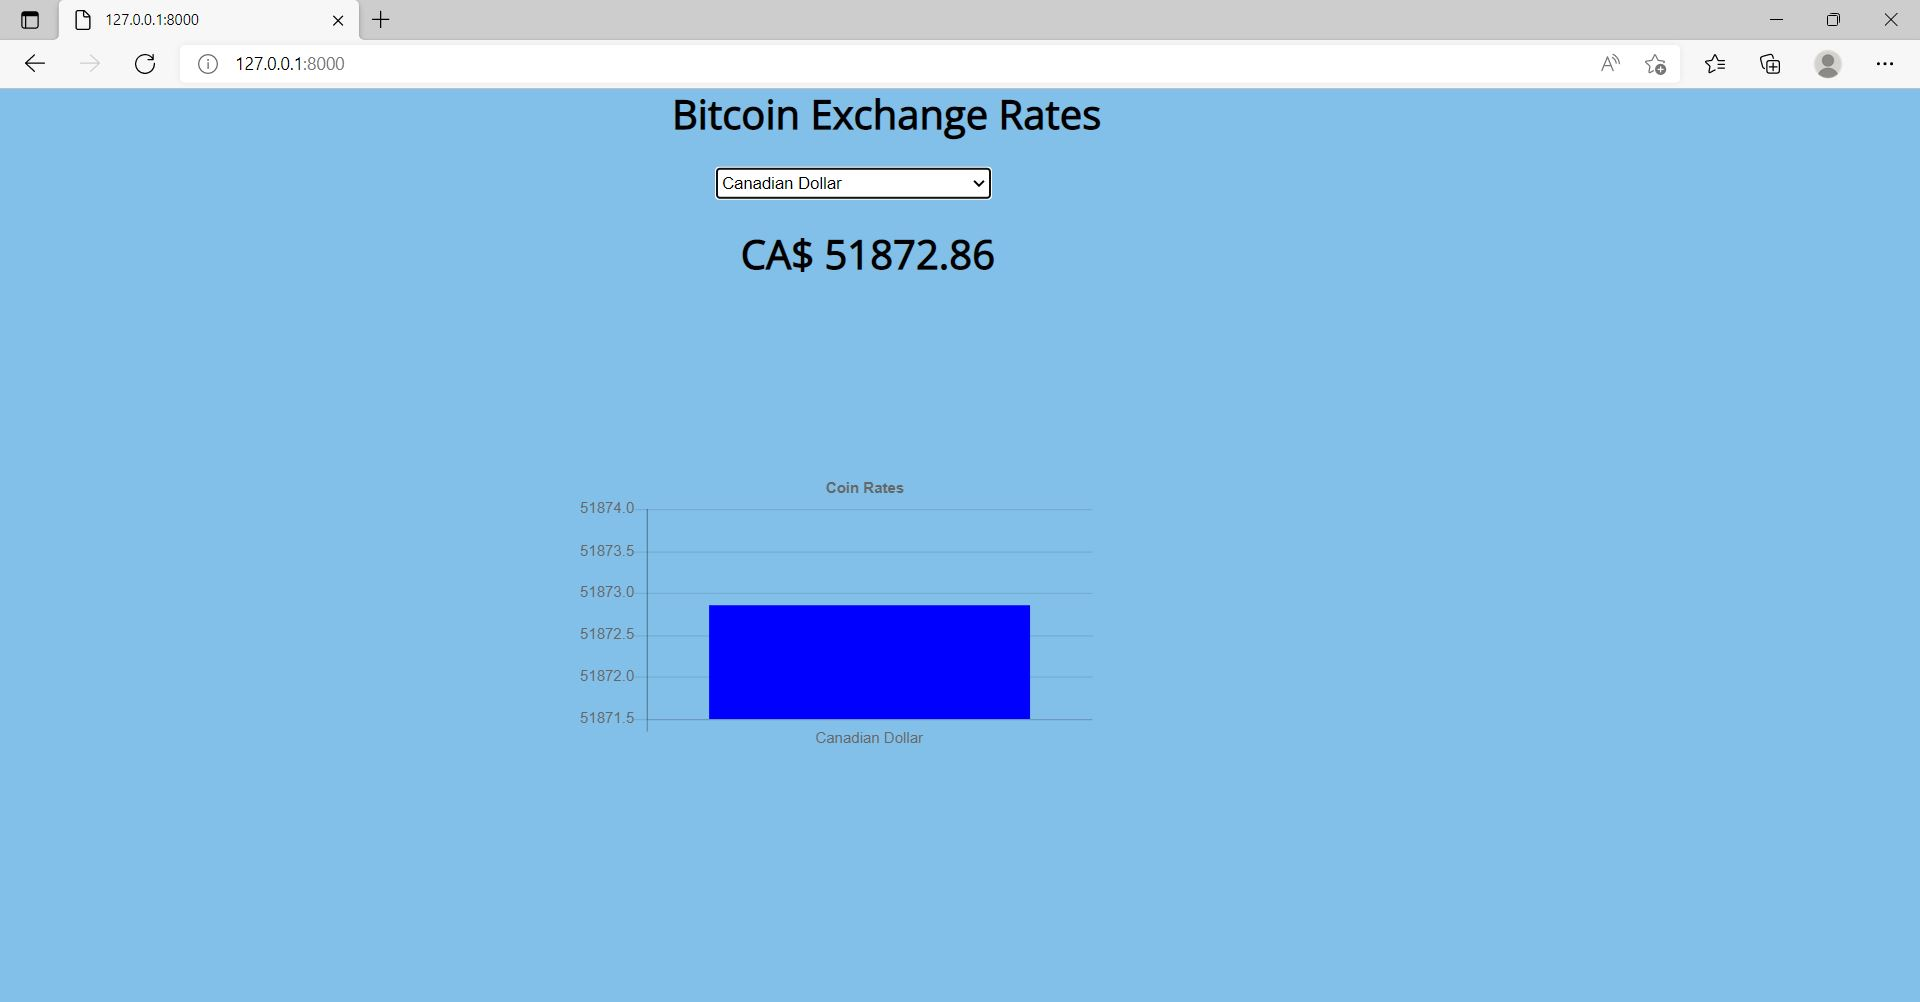 127.0.0.1:8000
127.0.0.1:8000
Bitcoin Exchange Rates
Canadian Dollar
CA$ 51872.86
Coin Rates
51874.0
51873.5
51873.0
51872.5
51872.0
51871.5
Canadian Dollar